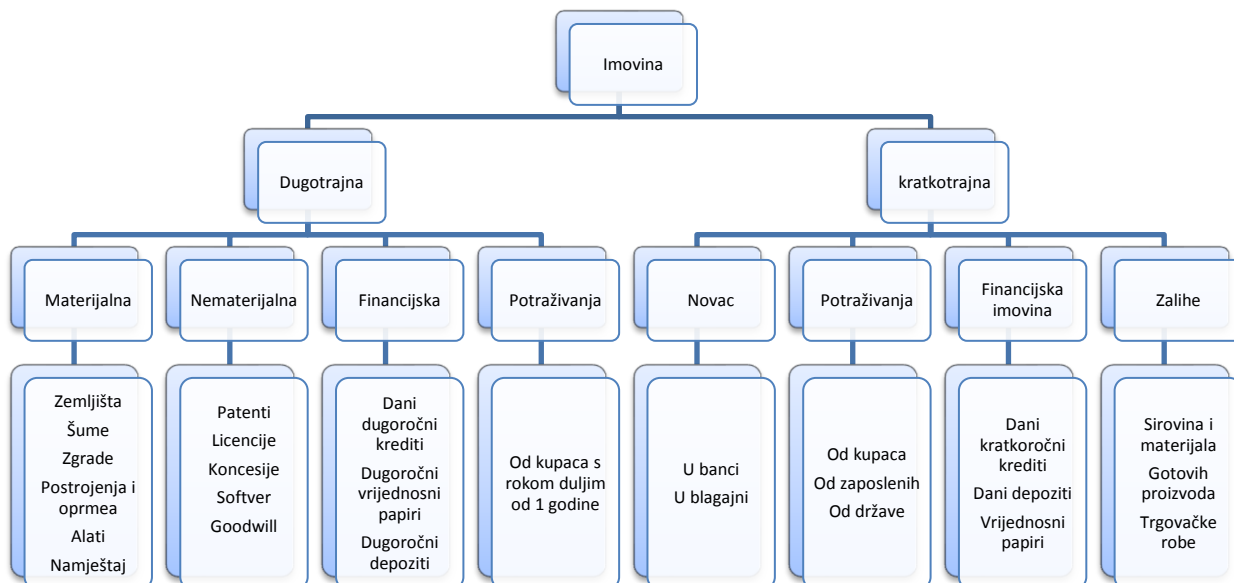 Imovina
Dugotrajna
kratkotrajna
Materijalna
Nematerijalna
Financijska
Potraživanja
Novac
Potraživanja
Financijska
imovina
Zalihe
Zemljišta
Šume
Zgrade
Postrojenja i
oprmea
Alati
Namještaj
Patenti
Licencije
Koncesije
Softver
Goodwill
Dani
dugoročni
krediti
Dugoročni
vrijednosni
papiri
Dugoročni
depoziti
Od kupaca s
rokom duljim
od 1 godine
U banci
U blagajni
Od kupaca
Od zaposlenih
Od države
Dani
kratkoročni
krediti
Dani depoziti
Vrijednosni
papiri
Sirovina i
materijala
Gotovih
proizvoda
Trgovačke
robe